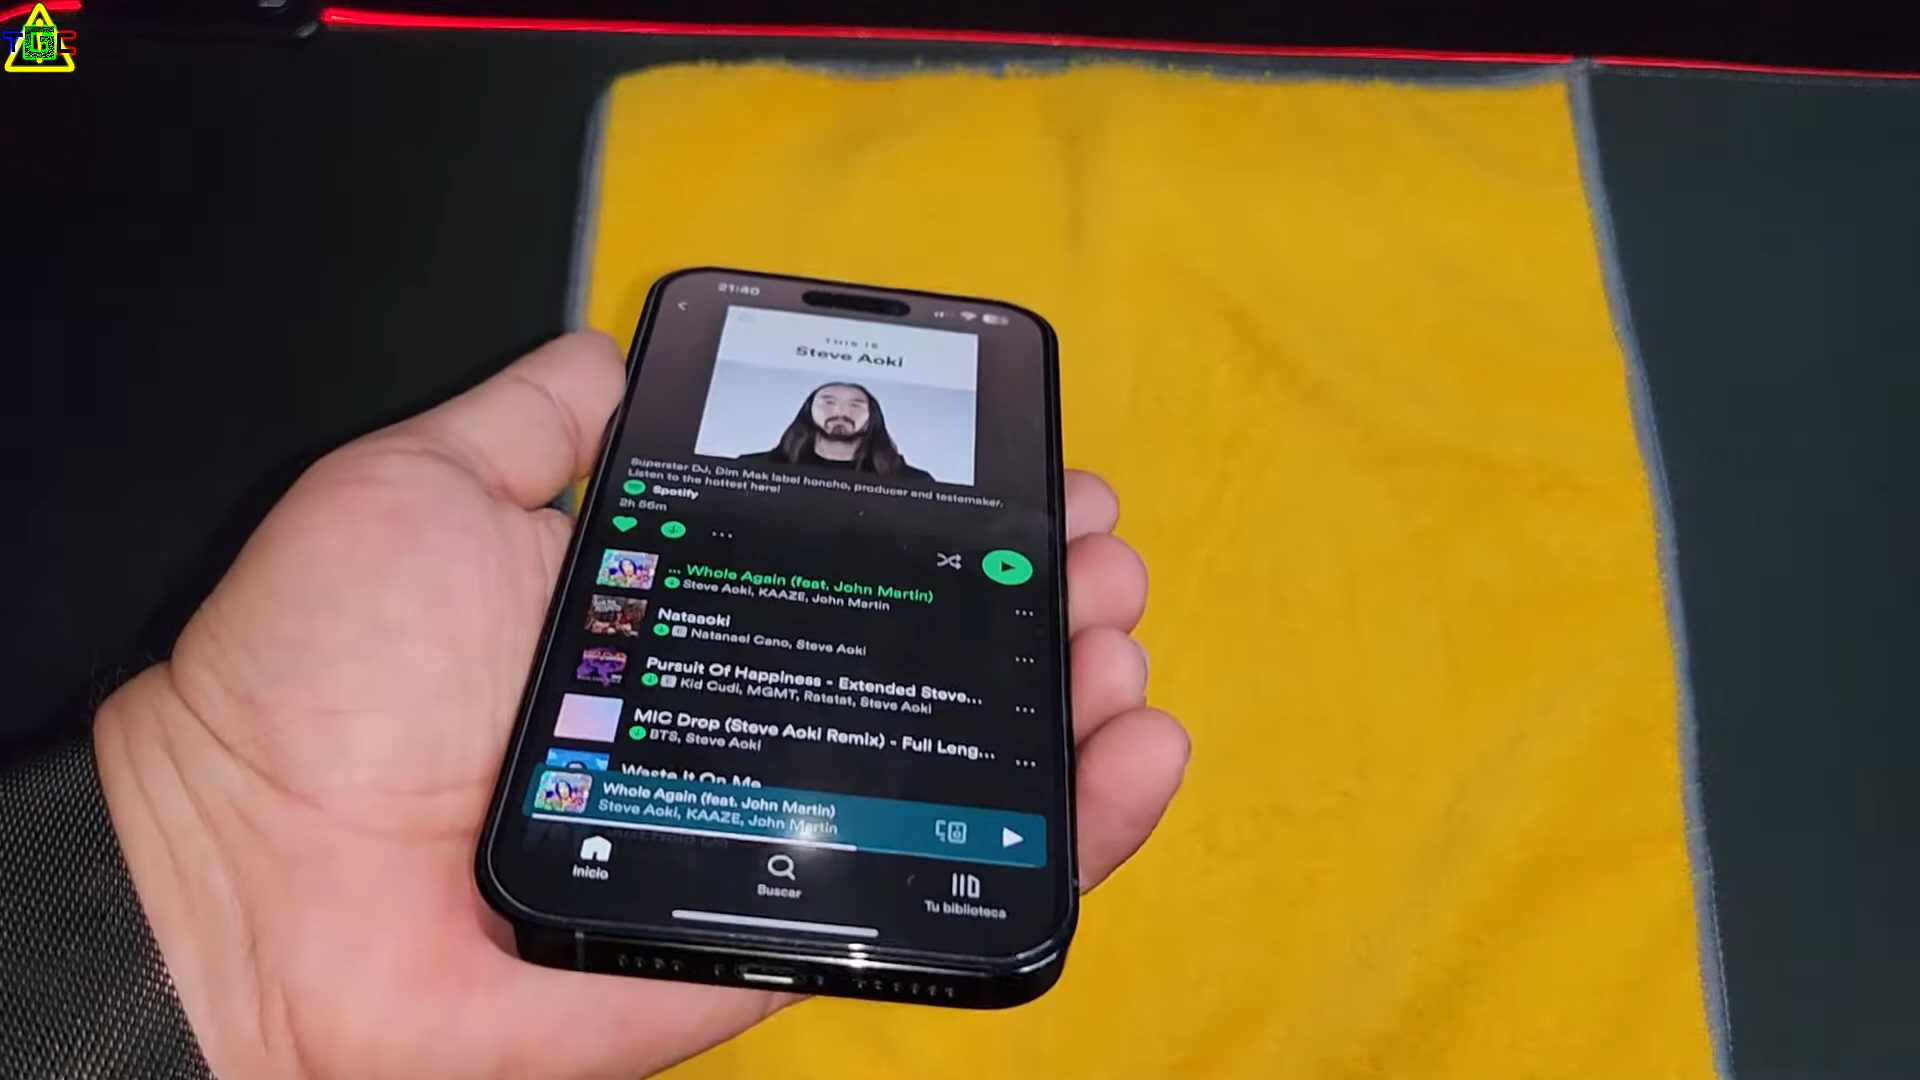 21:40
THIS IS
Steve Aoki
Superstar DJ, Dim Mak label honcho, producer and tastemaker.
Listen to the hottest here!
Spotify
2h 56m
... Whole Again (feat. John Martin)
Steve Aoki, KAAZE, John Martin
Nataaoki
E Natanael Cano, Steve Aoki
Pursuit Of Happiness - Extended Steve...
E Kid Cudi, MGMT, Ratatat, Steve Aoki
MIC Drop (Steve Aoki Remix) - Full Leng...
BTS, Steve Aoki
Waste It On Me
Whole Again (feat. John Martin)
Steve Aoki, KAAZE, John Martin
Just Hold On
Inicio
Buscar
Tu biblioteca